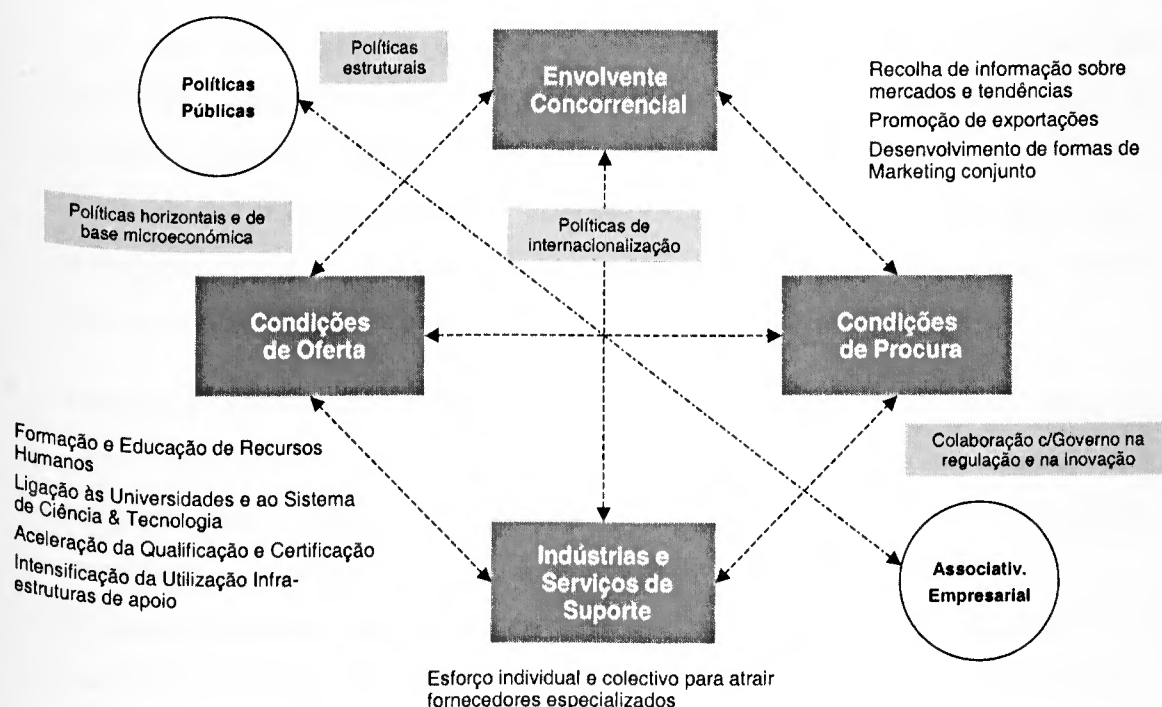 Políticas
Públicas
Políticas
estruturais
Envolvente
Concorrencial
Recolha de informação sobre
mercados e tendências
Promoção de exportações
Desenvolvimento de formas de
Marketing conjunto
Políticas horizontais e de
base microeconómica
Políticas de
internacionalização
Condições
de Oferta
Condições
de Procura
Formação e Educação de Recursos
Humanos
Ligação às Universidades e ao Sistema
de Ciência & Tecnologia
Aceleração da Qualificação e Certificação
Intensificação da Utilização Infra-
estruturas de apoio
Colaboração c/Governo na
regulação e na Inovação
Indústrias e
Serviços de
Suporte
Associativ.
Empresarial
Esforço individual e colectivo para atrair
fornecedores especializados